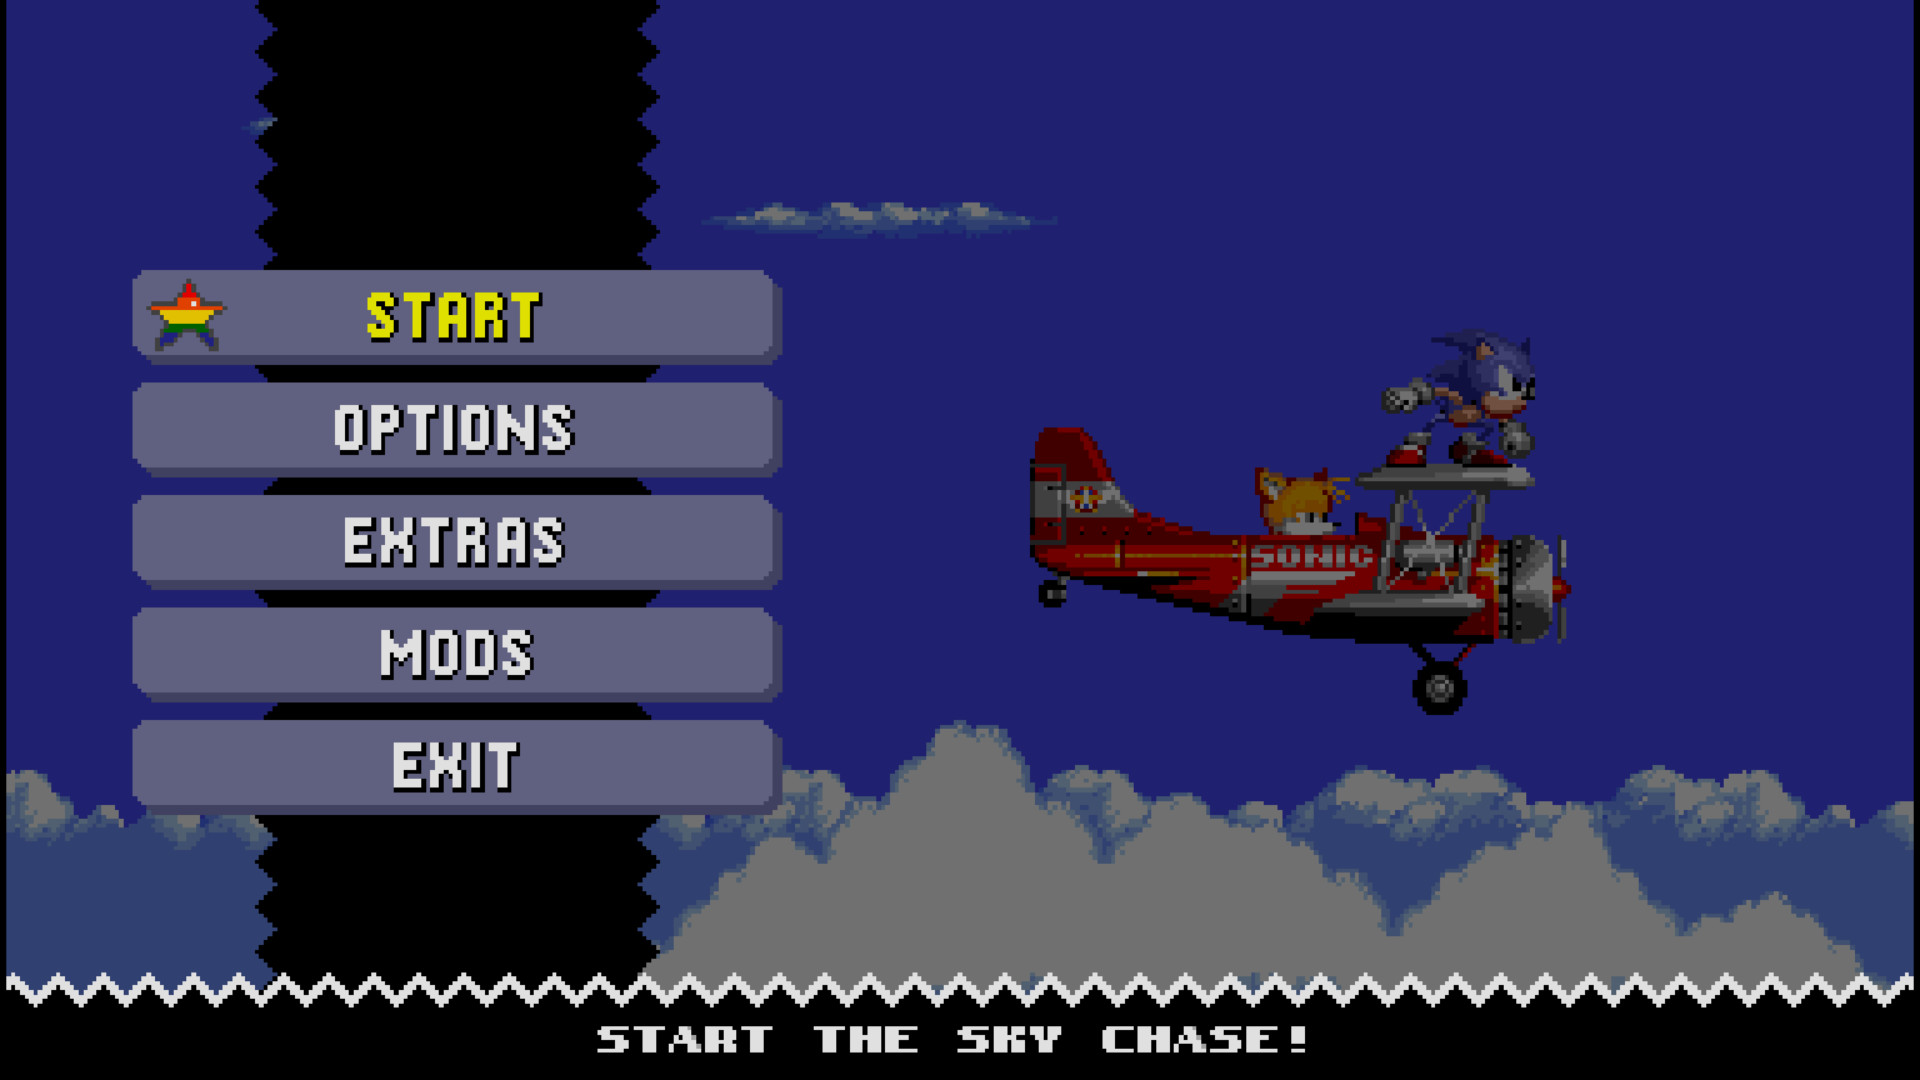 START
OPTIONS
EXTRAS
MODS
EXIT
SONIC
START THE SKY CHASE!